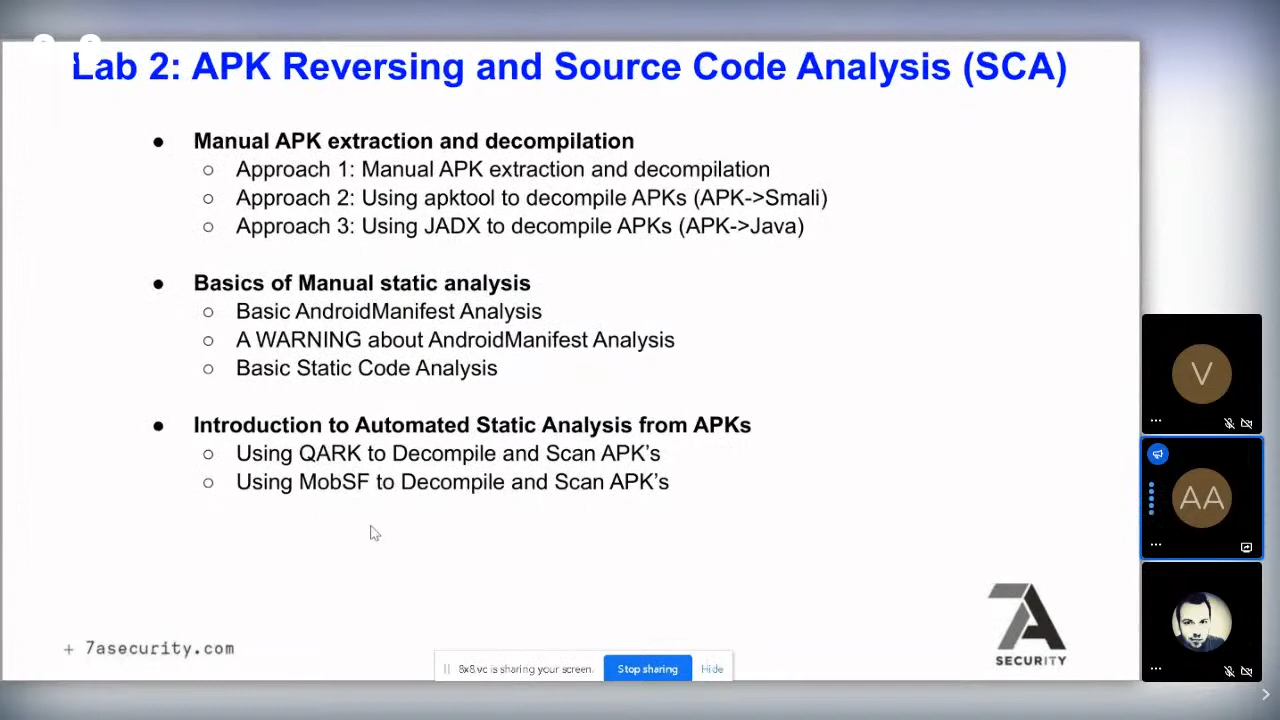 Lab 2: APK Reversing and Source Code Analysis (SCA)
● Manual APK extraction and decompilation
○ Approach 1: Manual APK extraction and decompilation
○ Approach 2: Using apktool to decompile APKs (APK->Smali)
○ Approach 3: Using JADX to decompile APKs (APK->Java)
● Basics of Manual static analysis
○ Basic AndroidManifest Analysis
○ A WARNING about AndroidManifest Analysis
○ Basic Static Code Analysis
● Introduction to Automated Static Analysis from APKs
○ Using QARK to Decompile and Scan APK's
○ Using MobSF to Decompile and Scan APK's
V
AA
+ 7asecurity.com
7A
SECURITY
8x8.vc is sharing your screen. Stop sharing Hide